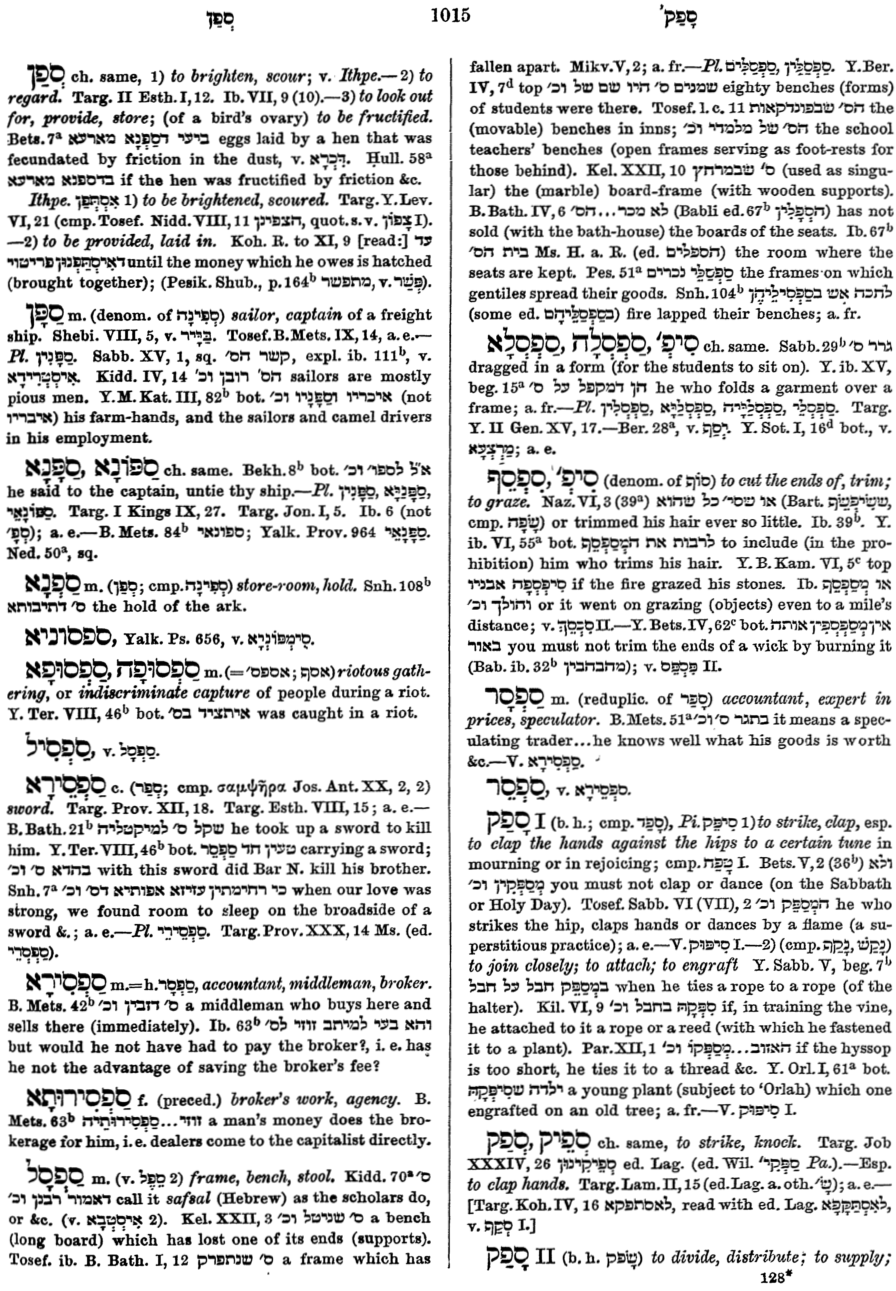 סְפַן 1015 סָפַק׳
סְפַן ch. same, 1) to brighten, scour; v. Ithpe.—2) to
regard. Targ. II Esth. I, 12. Ib. VII, 9 (10).—3) to look out
for, provide, store; (of a bird's ovary) to be fructified.
Bets. 7ᵃ ביעי דסָפְנָא מארעא eggs laid by a hen that was
fecundated by friction in the dust, v. דִּכְרָא. Ḥull. 58ᵃ
בדספנא מארעא if the hen was fructified by friction &c.
Ithpe. אִסְתְּפַן 1) to be brightened, scoured. Targ. Y. Lev.
VI, 21 (cmp. Tosef. Nidd. VIII, 11 הצפינן, quot. s. v. צָפוֹן I).
—2) to be provided, laid in. Koh. R. to XI, 9 [read:] עד
דאיסְתַּפְּנוּן פריטוי until the money which he owes is hatched
(brought together); (Pesik. Shub., p. 164ᵇ מתפשר, v. פְּשַׁר).
סַפָּן m. (denom. of סְפִינָה) sailor, captain of a freight
ship. Shebi. VIII, 5, v. בַּיָּיר. Tosef. B. Mets. IX, 14, a. e.—
Pl. סַפָּנִין. Sabb. XV, 1, sq. קשר הס׳, expl. ib. 111ᵇ, v.
אִיסְטְרִידָא. Kidd. IV, 14 הס׳ רובן וכ׳ sailors are mostly
pious men. Y. M. Kat. III, 82ᵇ bot. איכריו וסַפָּנָיו וכ׳ (not
איבריו) his farm-hands, and the sailors and camel drivers
in his employment.
סַפּוֹנָא, סַפָּנָא ch. same. Bekh. 8ᵇ bot. א״ל לספו׳ וכ׳
he said to the captain, untie thy ship.—Pl. סַפָּנִין, סַפָּנַיָּא,
סַפּוֹנָאֵי. Targ. I Kings IX, 27. Targ. Jon. I, 5. Ib. 6 (not
סְפָ׳); a. e.—B. Mets. 84ᵇ ספונאי; Yalk. Prov. 964 סַפָּנָאֵי.
Ned. 50ᵃ, sq.
סִפְנָא m. (סְפַן; cmp. סְפִינָה) store-room, hold. Snh. 108ᵇ
ס׳ דתיבותא the hold of the ark.
ספסוניא, Yalk. Ps. 656, v. סִימְפּוֹנְיָא.
סַפְסוּפָה, סַפְסוּפָא m. (=אספס׳; אסף) riotous gath-
ering, or indiscriminate capture of people during a riot.
Y. Ter. VIII, 46ᵇ bot. איתציד בס׳ was caught in a riot.
סַפְסִיל, v. סַפְסָל.
סַפְסֵירָא c. (סְפַר; cmp. σαμψῆρα Jos. Ant. XX, 2, 2)
sword. Targ. Prov. XII, 18. Targ. Esth. VIII, 15; a. e.—
B. Bath. 21ᵇ שקל ס׳ למיקטליה he took up a sword to kill
him. Y. Ter. VIII, 46ᵇ bot. טעין חד סַפְסֵר carrying a sword;
בהדא ס׳ וכ׳ with this sword did Bar N. kill his brother.
Snh. 7ᵃ כי רחימתין עזיזא אפותיא דס׳ וכ׳ when our love was
strong, we found room to sleep on the broadside of a
sword &.; a. e.—Pl. סַפְסֵירֵי. Targ. Prov. XXX, 14 Ms. (ed.
סַפְסְרֵי).
סַפְסֵירָא m.=h. סַפְסָר, accountant, middleman, broker.
B. Mets. 42ᵇ ס׳ דזבין וכ׳ a middleman who buys here and
sells there (immediately). Ib. 63ᵇ והא בעי למיתב זוזי לס׳
but would he not have had to pay the broker?, i. e. has
he not the advantage of saving the broker's fee?
סַפְסִירוּתָא f. (preced.) broker's work, agency. B.
Mets. 63ᵇ זוזי...סַפְסֵירוּתֵיהּ a man's money does the bro-
kerage for him, i. e. dealers come to the capitalist directly.
סַפְסָל m. (v. סָפַל 2) frame, bench, stool. Kidd. 70ᵃ ס׳
דאמור רבנן וכ׳ call it safsal (Hebrew) as the scholars do,
or &c. (v. אִיסְטְבָא 2). Kel. XXII, 3 ס׳ שניטל וכ׳ a bench
(long board) which has lost one of its ends (supports).
Tosef. ib. B. Bath. I, 12 ס׳ שנתפרק a frame which has
fallen apart. Mikv. V, 2; a. fr.—Pl. סַפְסַלִּין, סַפְסַלִּים. Y. Ber.
IV, 7ᵈ top שמנים ס׳ היו שם של וכ׳ eighty benches (forms)
of students were there. Tosef. l. c. 11 הס׳ שבפונדקאות the
(movable) benches in inns; הס׳ של מלמדי וכ׳ the school
teachers' benches (open frames serving as foot-rests for
those behind). Kel. XXII, 10 ס׳ שבמרחץ (used as singu-
lar) the (marble) board-frame (with wooden supports).
B. Bath. IV, 6 לא מכר...הס׳ (Babli ed. 67ᵇ הסְפָלִין) has not
sold (with the bath-house) the boards of the seats. Ib. 67ᵇ
בית הס׳ Ms. H. a. R. (ed. הספלים) the room where the
seats are kept. Pes. 51ᵃ סַפְסַלֵּי נכרים the frames on which
gentiles spread their goods. Snh. 104ᵇ לחכה אש בסַפְסִילֵיהֶן
(some ed. בסַפְסַלֵּיהֶם) fire lapped their benches; a. fr.
סִיפְ׳, סַפְסְלָה, סַפְסְלָא ch. same. Sabb. 29ᵇ גרר ס׳
dragged in a form (for the students to sit on). Y. ib. XV,
beg. 15ᵃ הן דמקפל על ס׳ he who folds a garment over a
frame; a. fr.—Pl. סַפְסְלֵי, סַפְסְלַיָּיה, סַפְסְלַיָּא, סַפְסְלִין. Targ.
Y. II Gen. XV, 17.—Ber. 28ᵃ, v. יְסַף. Y. Sot. I, 16ᵈ bot., v.
מַרְצְעָא; a. e.
סִיפְ׳, סִפְסֵף (denom. of סוֹף) to cut the ends of, trim;
to graze. Naz. VI, 3 (39ᵃ) או שסי׳ כל שהוא (Bart. שֶׁשִּׁיפְשֵׁף,
cmp. שָׂפָה) or trimmed his hair ever so little. Ib. 39ᵇ. Y.
ib. VI, 55ᵃ bot. לרבות את המְסַפְסֵף to include (in the pro-
hibition) him who trims his hair. Y. B. Kam. VI, 5ᶜ top
סִיפְסְפָה אבניו if the fire grazed his stones. Ib. או מְסַפְסֵף
והולך וכ׳ or it went on grazing (objects) even to a mile's
distance; v. סִכְסֵךְ II.—Y. Bets. IV, 62ᶜ bot. אין מְסַפְסְפִין אותה
באור you must not trim the ends of a wick by burning it
(Bab. ib. 32ᵇ מהבהבין); v. פִּסְפֵּס II.
סַפְסָר m. (reduplic. of סְפַר) accountant, expert in
prices, speculator. B. Mets. 51ᵃ בתגר ס׳ וכ׳ it means a spec-
ulating trader...he knows well what his goods is worth
&c.—V. סַפְסֵירָא.
סַפְסֵר, v. סַפְסֵירָא.
סָפַק I (b. h.; cmp. סָפַד), Pi. סִיפֵּק 1) to strike, clap, esp.
to clap the hands against the hips to a certain tune in
mourning or in rejoicing; cmp. טָפַח I. Bets. V, 2 (36ᵇ) ולא
מְסַפְּקִין וכ׳ you must not clap or dance (on the Sabbath
or Holy Day). Tosef. Sabb. VI (VII), 2 המְסַפֵּק וכ׳ he who
strikes the hip, claps hands or dances by a flame (a su-
perstitious practice); a. e.—V. סִיפּוּק I.—2) (cmp. נָקַשׁ, נָקַף)
to join closely; to attach; to engraft Y. Sabb. V, beg. 7ᵇ
במְסַפֵּק חבל על חבל when he ties a rope to a rope (of the
halter). Kil. VI, 9 סִפְּקָהּ בחבל וכ׳ if, in training the vine,
he attached to it a rope or a reed (with which he fastened
it to a plant). Par. XII, 1 האזוב...מְסַפְּקוֹ וכ׳ if the hyssop
is too short, he ties it to a thread &c. Y. Orl. I, 61ᵃ bot.
ילדה שסִיפְּקָהּ a young plant (subject to 'Orlah) which one
engrafted on an old tree; a. fr.—V. סִיפּוּק I.
סְפֵיק, סְפַק ch. same, to strike, knock. Targ. Job
XXXIV, 26 סְפֵיקִינוּן ed. Lag. (ed. Wil. סַפְּקֵי׳ Pa.).—Esp.
to clap hands. Targ. Lam. II, 15 (ed. Lag. a. oth. שְׂ׳); a. e.—
[Targ. Koh. IV, 16 לאסתפקא, read with ed. Lag. לְאִסְתַּקָּפָא,
v. סְקַף I.]
סָפַק II (b. h. שׂפק) to divide, distribute; to supply;
128*